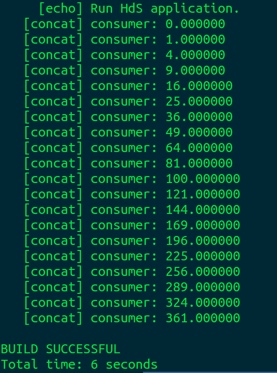 [echo] Run HdS application.
[concat] consumer: 0.000000
[concat] consumer: 1.000000
[concat] consumer: 4.000000
[concat] consumer: 9.000000
[concat] consumer: 16.000000
[concat] consumer: 25.000000
[concat] consumer: 36.000000
[concat] consumer: 49.000000
[concat] consumer: 64.000000
[concat] consumer: 81.000000
[concat] consumer: 100.000000
[concat] consumer: 121.000000
[concat] consumer: 144.000000
[concat] consumer: 169.000000
[concat] consumer: 196.000000
[concat] consumer: 225.000000
[concat] consumer: 256.000000
[concat] consumer: 289.000000
[concat] consumer: 324.000000
[concat] consumer: 361.000000
BUILD SUCCESSFUL
Total time: 6 seconds